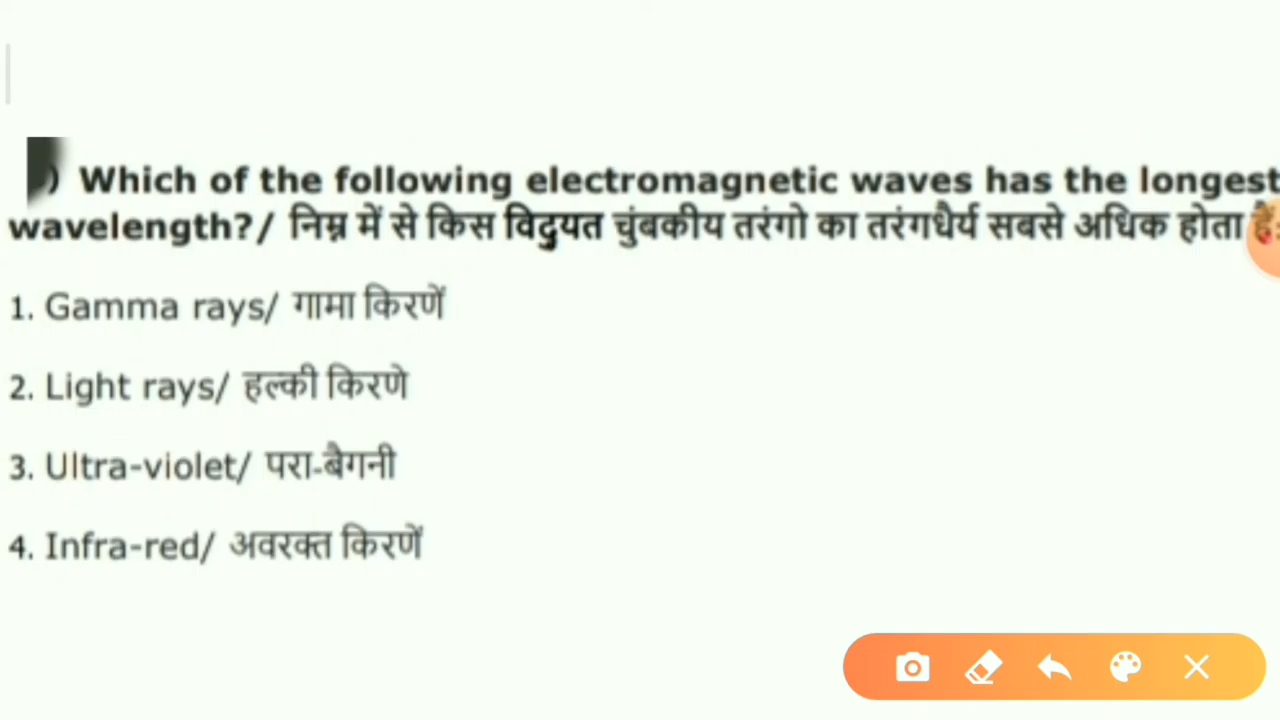 ) Which of the following electromagnetic waves has the longest
wavelength?/ निम्न में से किस विदुयत चुंबकीय तरंगो का तरंगधैर्य सबसे अधिक होता
1. Gamma rays/ गामा किरणें
2. Light rays/ हल्की किरणे
3. Ultra-violet/ परा-बैगनी
4. Infra-red/ अवरक्त किरणें